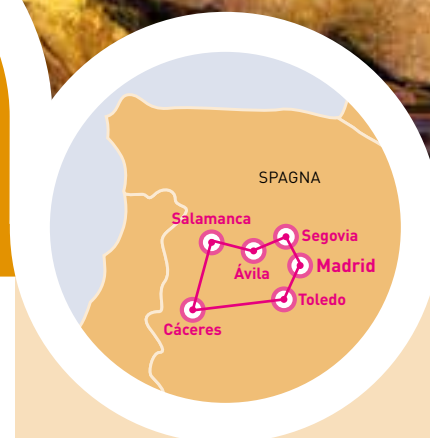 SPAGNA
Salamanca
Segovia
Ávila
Madrid
Toledo
Cáceres